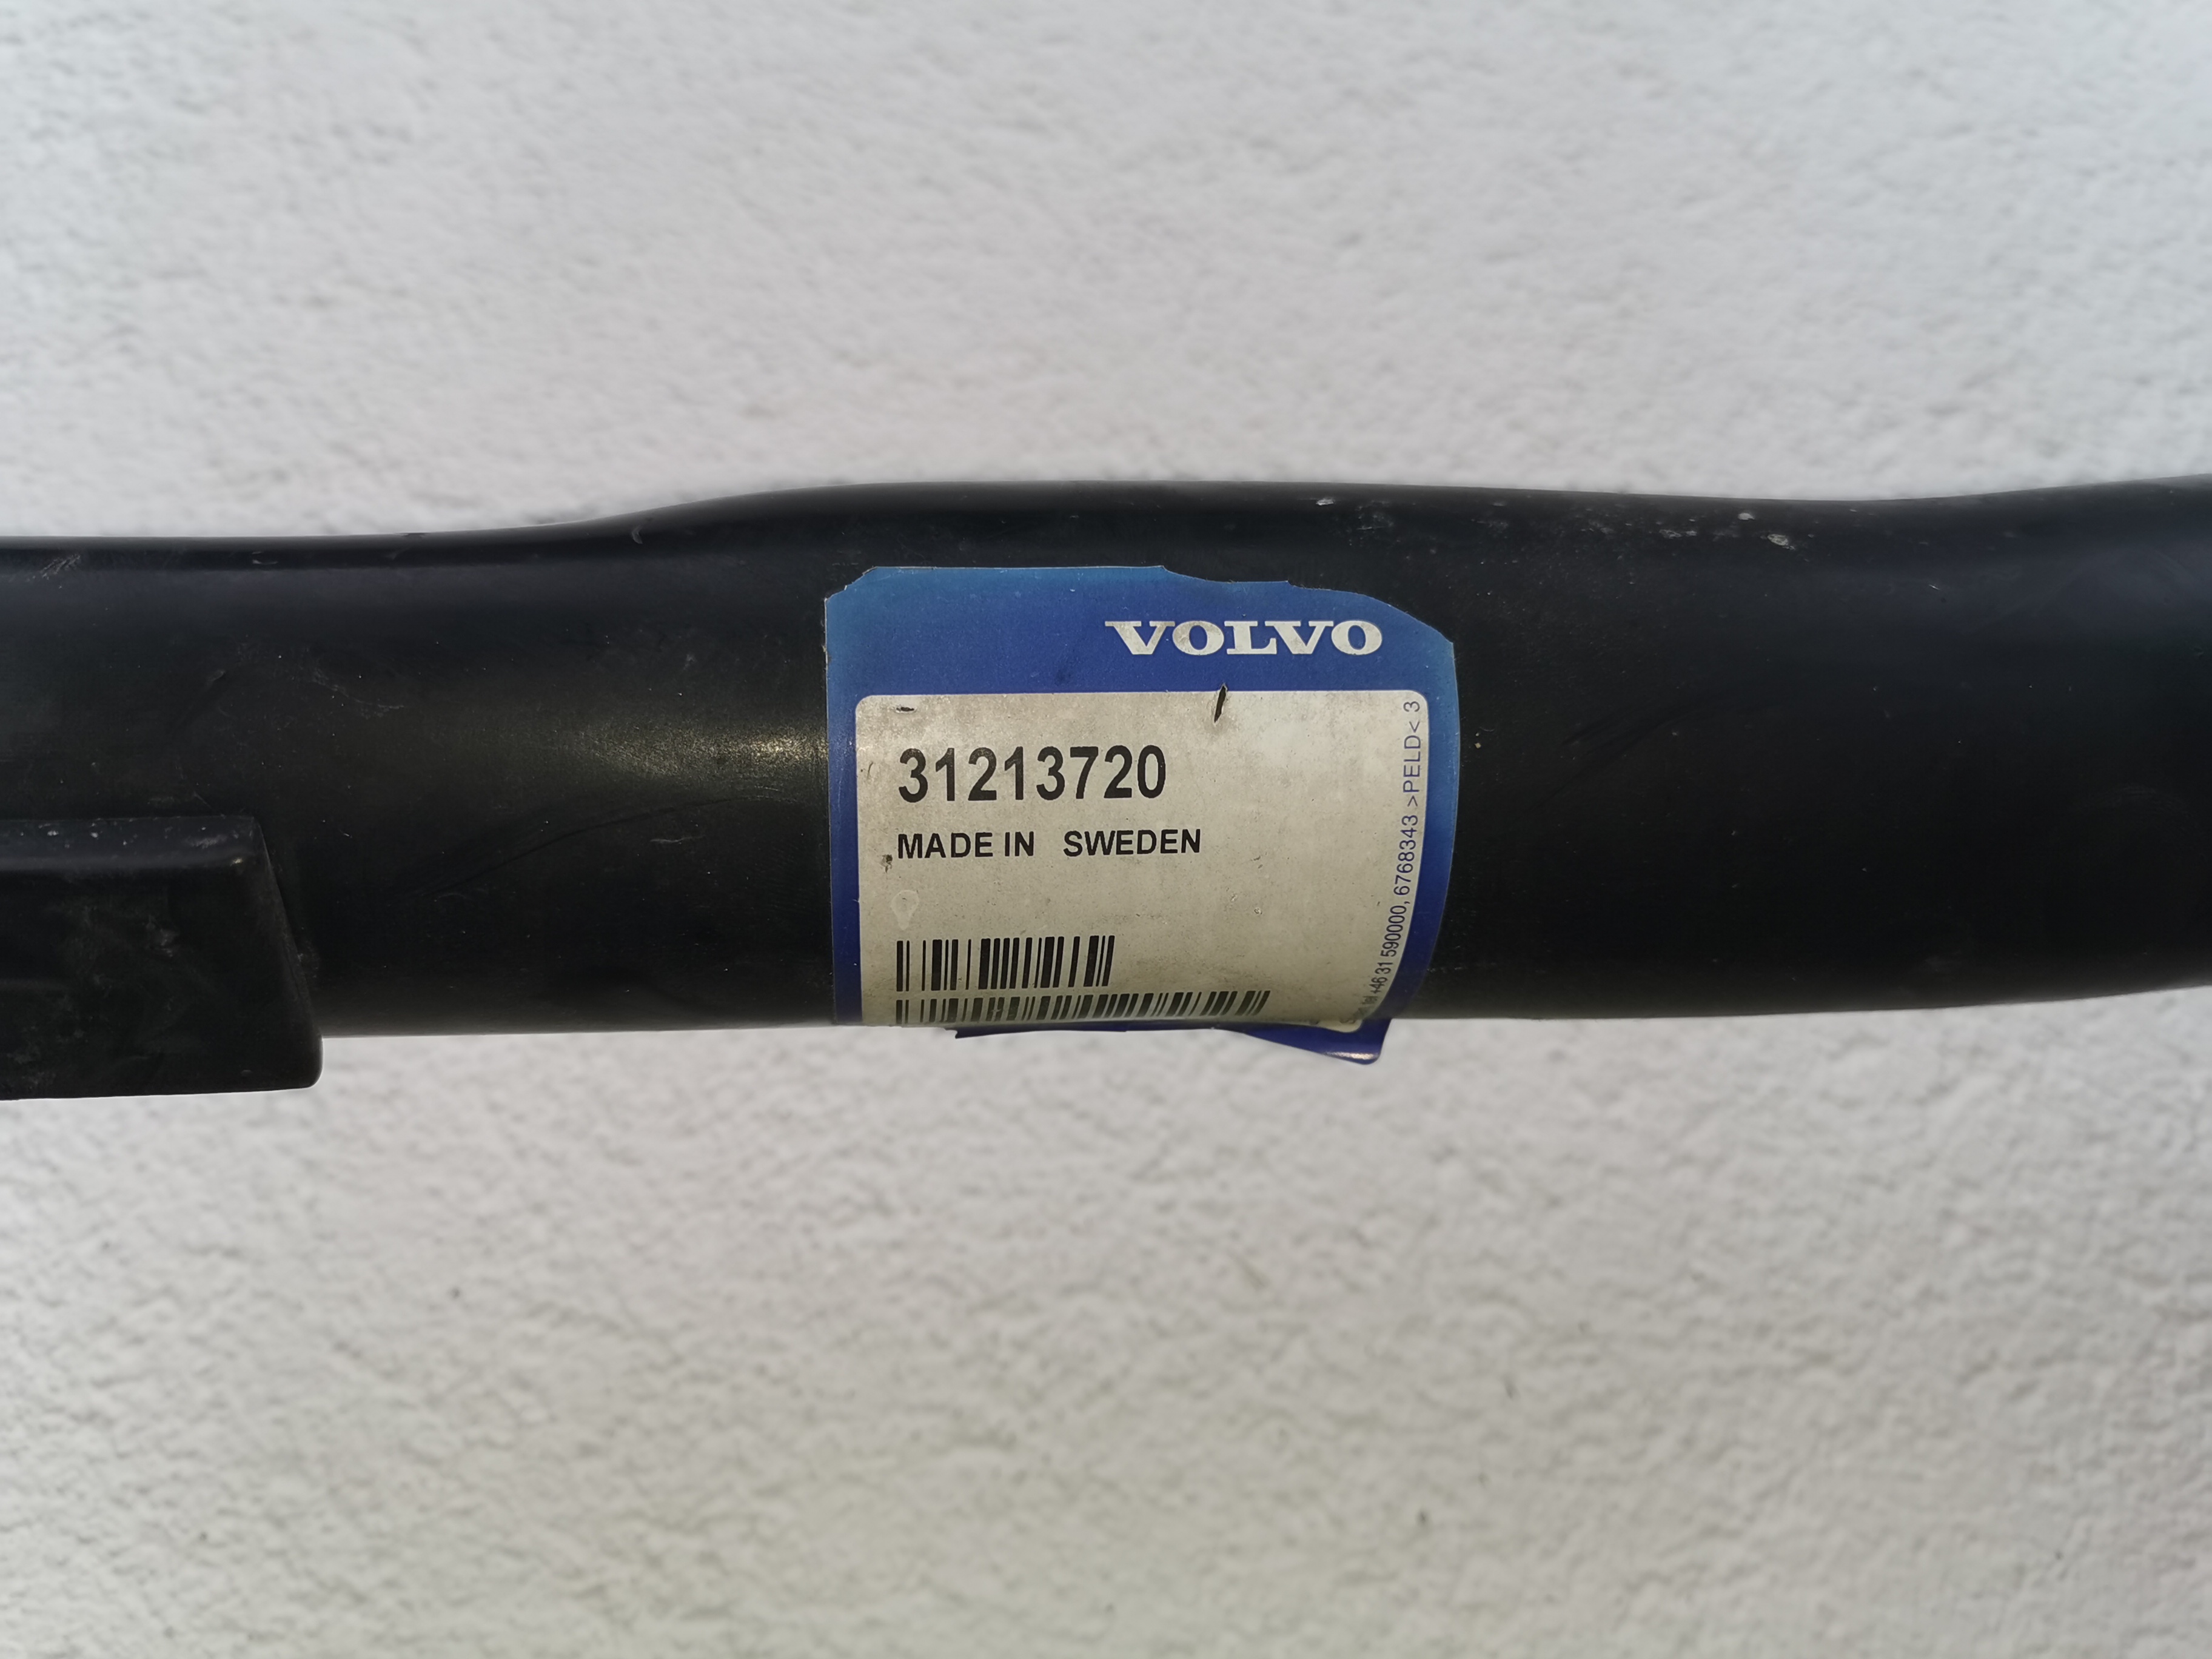 VOLVO
31213720
MADE IN SWEDEN
+46 31 590000, 6768343 >PELD< 3